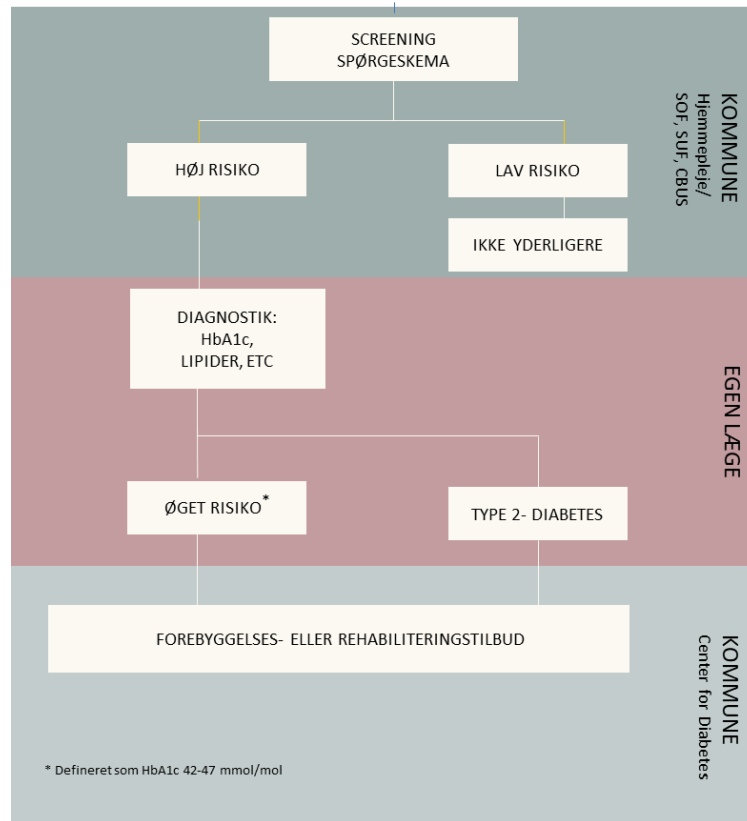 SCREENING
SPØRGESKEMA
HØJ RISIKO
LAV RISIKO
IKKE YDERLIGERE
KOMMUNE
Hjemmepleje/
SOF, SUF, CBUS
DIAGNOSTIK:
HbA1c,
LIPIDER, ETC
EGEN LÆGE
ØGET RISIKO*
TYPE 2- DIABETES
FOREBYGGELSES- ELLER REHABILITERINGSTILBUD
KOMMUNE
Center for Diabetes
* Defineret som HbA1c 42-47 mmol/mol